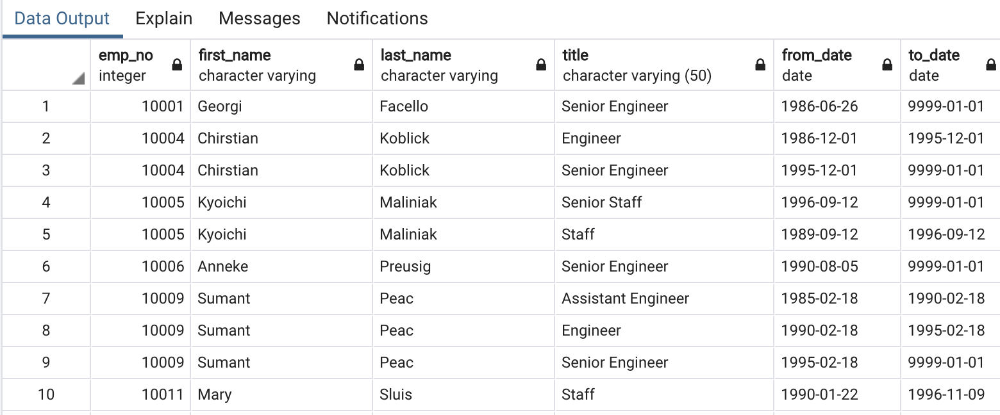 Data Output Explain Messages Notifications
emp_no first_name last_name title from_date to_date
integer character varying character varying character varying (50) date date
1 10001 Georgi Facello Senior Engineer 1986-06-26 9999-01-01
2 10004 Chirstian Koblick Engineer 1986-12-01 1995-12-01
3 10004 Chirstian Koblick Senior Engineer 1995-12-01 9999-01-01
4 10005 Kyoichi Maliniak Senior Staff 1996-09-12 9999-01-01
5 10005 Kyoichi Maliniak Staff 1989-09-12 1996-09-12
6 10006 Anneke Preusig Senior Engineer 1990-08-05 9999-01-01
7 10009 Sumant Peac Assistant Engineer 1985-02-18 1990-02-18
8 10009 Sumant Peac Engineer 1990-02-18 1995-02-18
9 10009 Sumant Peac Senior Engineer 1995-02-18 9999-01-01
10 10011 Mary Sluis Staff 1990-01-22 1996-11-09